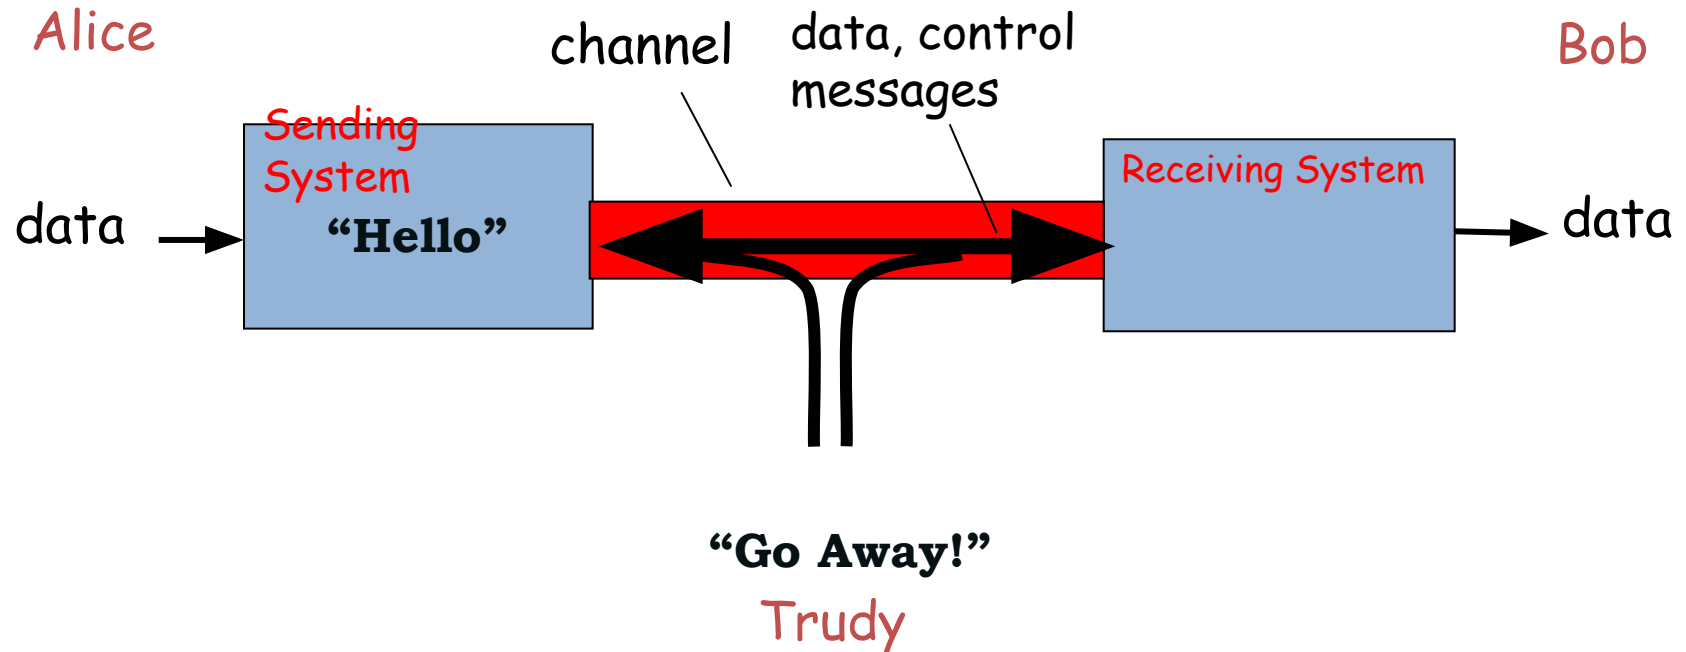 Alice
channel
data, control
messages
Bob
Sending
System
Receiving System
data
“Hello”
data
“Go Away!”
Trudy